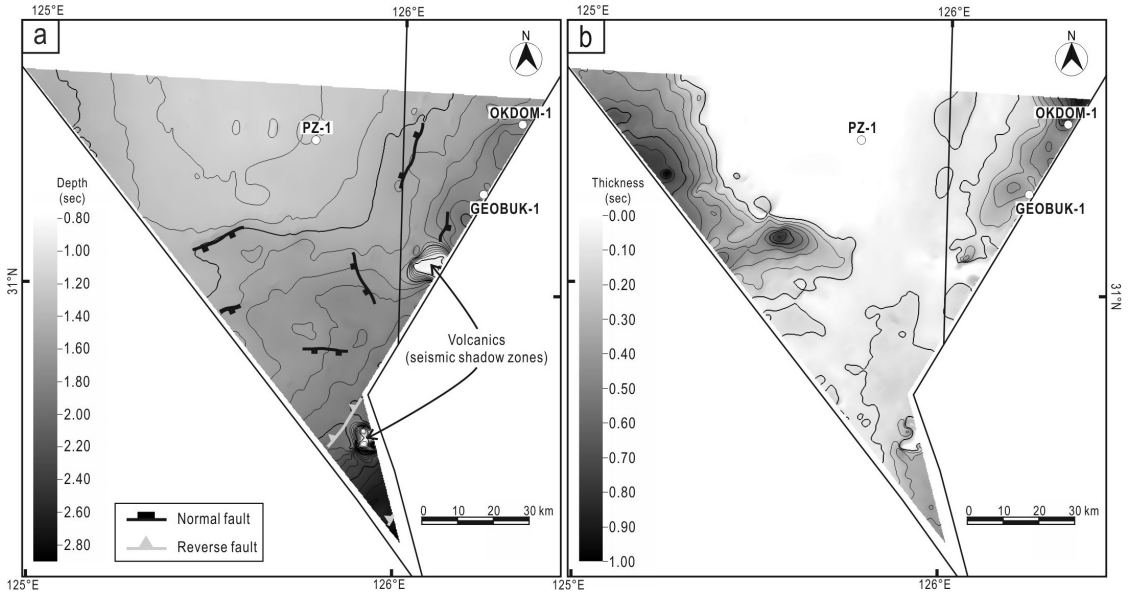 125°E
126°E
a
N
OKDOM-1
PZ-1
GEOBUK-1
Depth
(sec)
0.80
1.00
1.20
1.40
1.60
1.80
2.00
2.20
2.40
2.60
2.80
31°N
Volcanics
(seismic shadow zones)
Normal fault
Reverse fault
0 10 20 30 km
125°E
126°E
125°E
126°E
b
N
OKDOM-1
PZ-1
GEOBUK-1
Thickness
(sec)
0.00
0.10
0.20
0.30
0.40
0.50
0.60
0.70
0.80
0.90
1.00
31°N
0 10 20 30 km
125°E
126°E